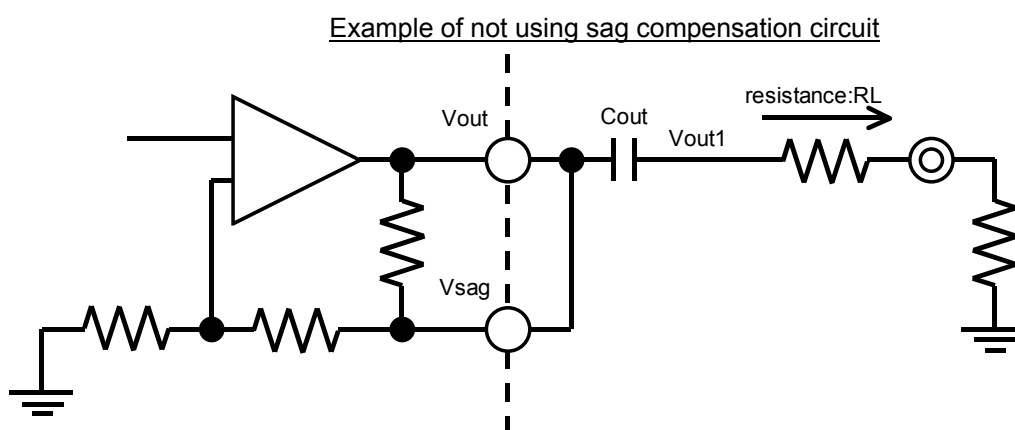 Example of not using sag compensation circuit
resistance:RL
Vout
Cout
Vout1
Vsag